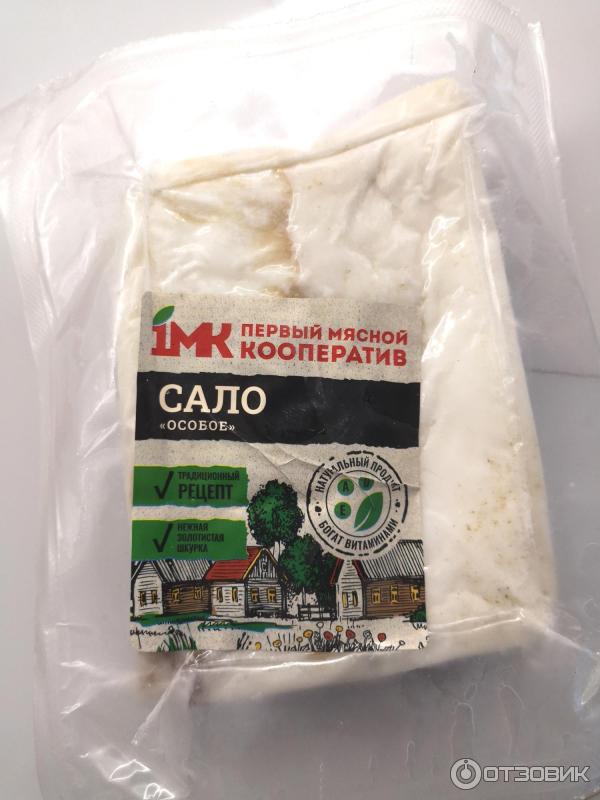 1МК ПЕРВЫЙ МЯСНОЙ
КООПЕРАТИВ
САЛО
«ОСОБОЕ»
ТРАДИЦИОННЫЙ
РЕЦЕПТ
НЕЖНАЯ
ЗОЛОТИСТАЯ
ШКУРКА
НАТУРАЛЬНЫЙ ПРОДУКТ
A D
E
БОГАТ ВИТАМИНАМИ
ОТЗОВИК